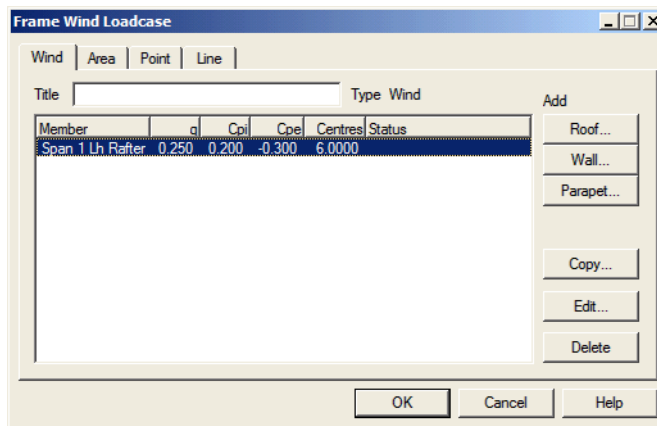 Frame Wind Loadcase
Wind Area Point Line
Title Type Wind Add
Member q Cpi Cpe Centres Status
Span 1 Lh Rafter 0.250 0.200 -0.300 6.0000
Roof...
Wall...
Parapet...
Copy...
Edit...
Delete
OK Cancel Help